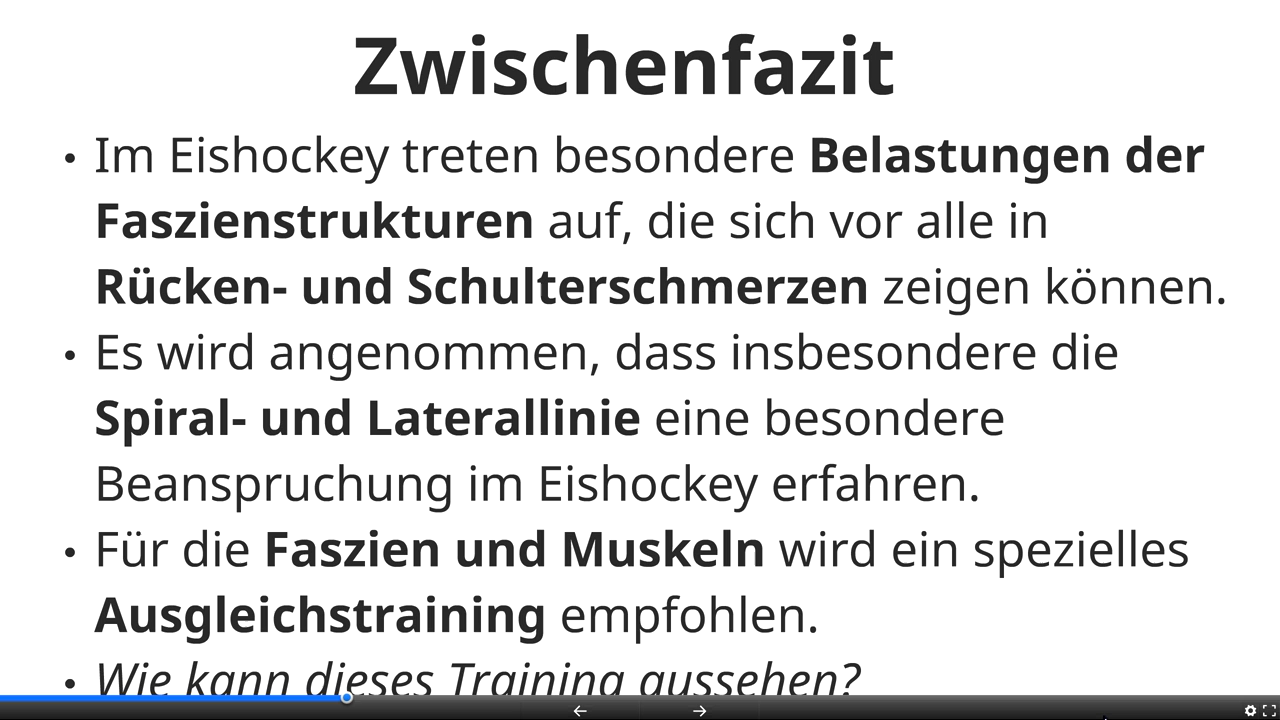 Zwischenfazit
• Im Eishockey treten besondere Belastungen der
Faszienstrukturen auf, die sich vor alle in
Rücken- und Schulterschmerzen zeigen können.
• Es wird angenommen, dass insbesondere die
Spiral- und Laterallinie eine besondere
Beanspruchung im Eishockey erfahren.
• Für die Faszien und Muskeln wird ein spezielles
Ausgleichstraining empfohlen.
• Wie kann dieses Training aussehen?